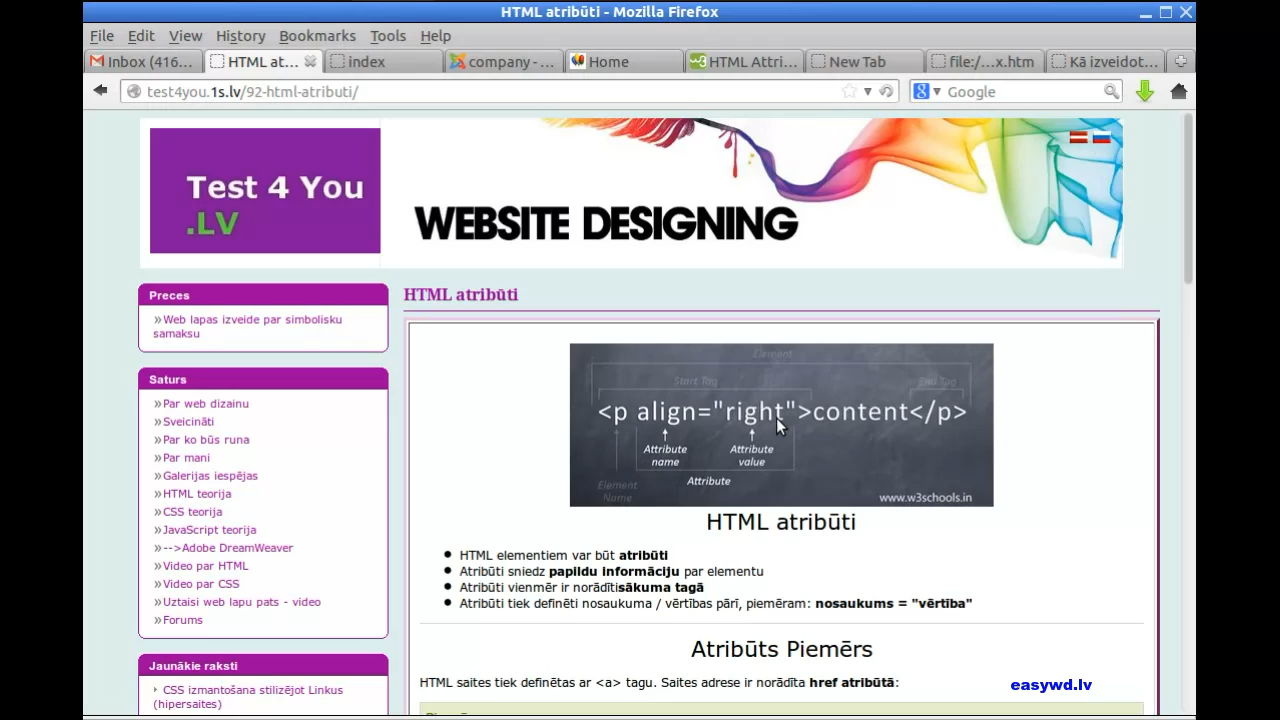 HTML atribūti - Mozilla Firefox
File Edit View History Bookmarks Tools Help
Inbox (416... HTML at... index company - ... Home HTML Attri... New Tab file:/...x.htm Kā izveidot...
test4you.1s.lv/92-html-atributi/ Google
Test 4 You
.LV
WEBSITE DESIGNING
Preces
»Web lapas izveide par simbolisku
samaksu
Saturs
»Par web dizainu
»Sveicināti
»Par ko būs runa
»Par mani
»Galerijas iespējas
»HTML teorija
»CSS teorija
»JavaScript teorija
»-->Adobe DreamWeaver
»Video par HTML
»Video par CSS
»Uztaisi web lapu pats - video
»Forums
Jaunākie raksti
CSS izmantošana stilizējot Linkus
(hipersaites)
HTML atribūti
Element
Start Tag End Tag
<p align="right">content</p>
Attribute name
Attribute value
Attribute
Element Name
www.w3schools.in
HTML atribūti
HTML elementiem var būt atribūti
Atribūti sniedz papildu informāciju par elementu
Atribūti vienmēr ir norādītisākuma tagā
Atribūti tiek definēti nosaukuma / vērtības pārī, piemēram: nosaukums = "vērtība"
Atribūts Piemērs
HTML saites tiek definētas ar <a> tagu. Saites adrese ir norādīta href atribūtā:
easywd.lv